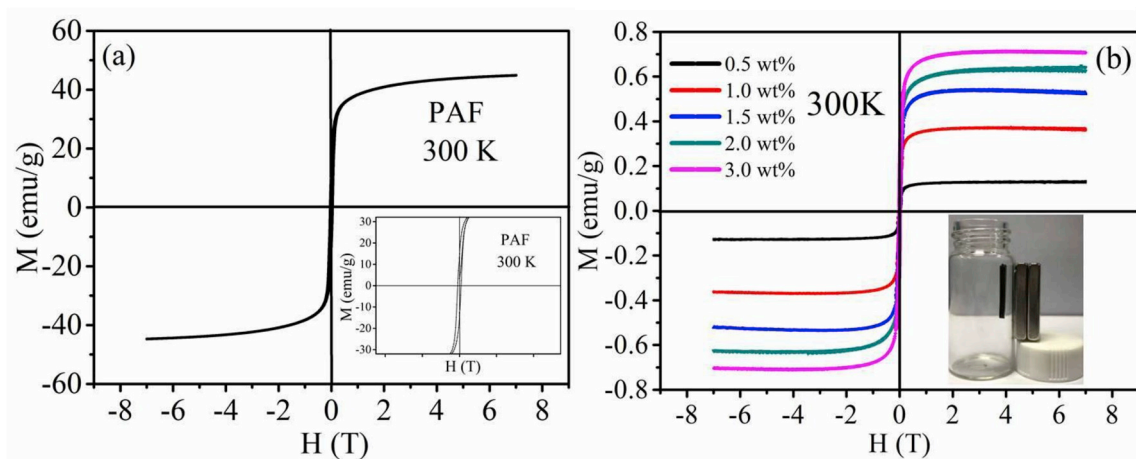 (a)
60
40
20
0
-20
-40
-60
M (emu/g)
-8 -6 -4 -2 0 2 4 6 8
H (T)
PAF
300 K
30
20
10
0
-10
-20
-30
M (emu/g)
H (T)
PAF
300 K
(b)
0.8
0.6
0.4
0.2
0.0
-0.2
-0.4
-0.6
-0.8
M (emu/g)
-8 -6 -4 -2 0 2 4 6 8
H (T)
0.5 wt%
1.0 wt%
1.5 wt%
2.0 wt%
3.0 wt%
300K